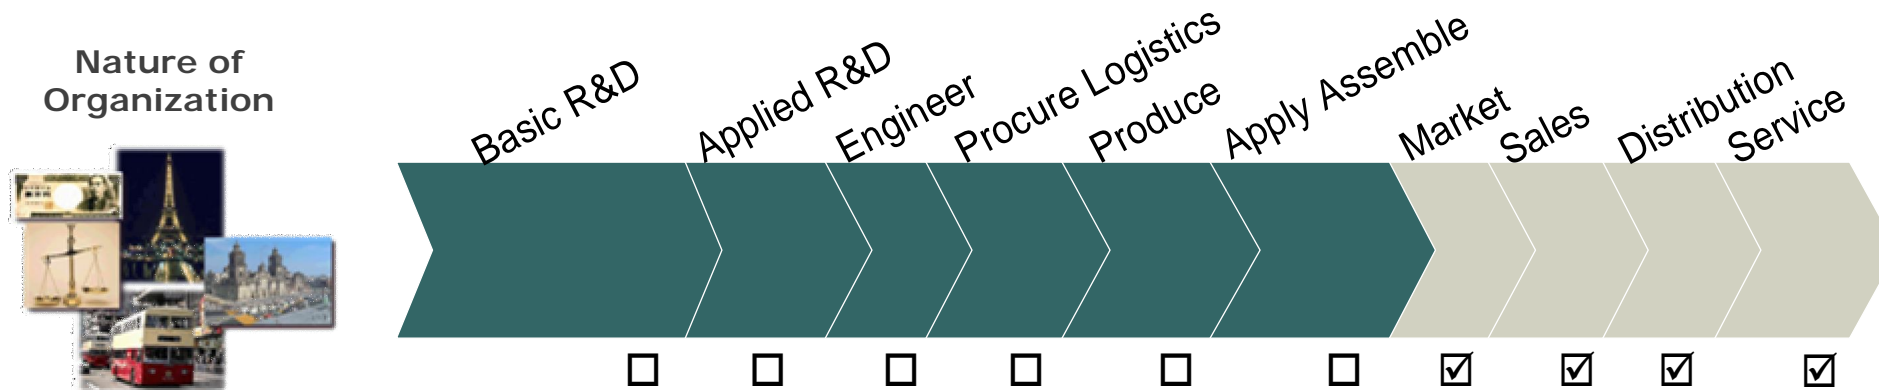 Nature of
Organization
Basic R&D
Applied R&D
Engineer
Procure Logistics
Produce
Apply Assemble
Market
Sales
Distribution
Service